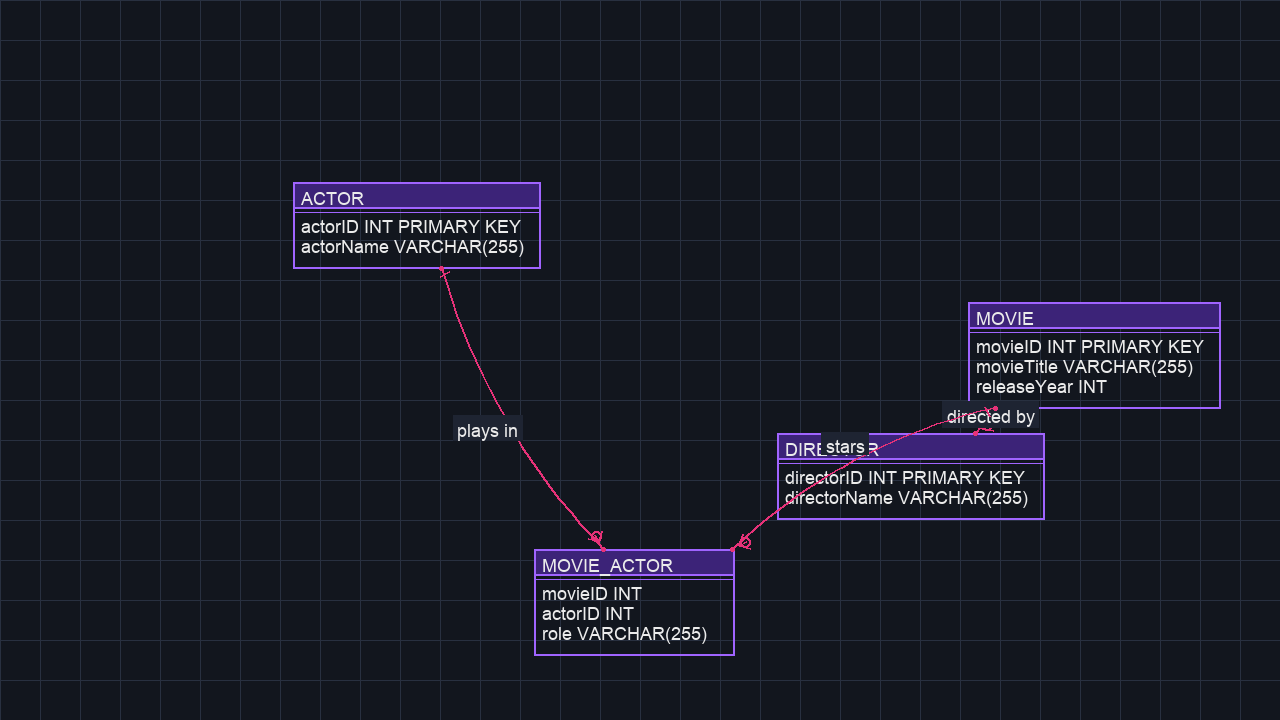 ACTOR
actorID INT PRIMARY KEY
actorName VARCHAR(255)
MOVIE
movieID INT PRIMARY KEY
movieTitle VARCHAR(255)
releaseYear INT
directed by
plays in
stars
DIRECTOR
directorID INT PRIMARY KEY
directorName VARCHAR(255)
MOVIE_ACTOR
movieID INT
actorID INT
role VARCHAR(255)